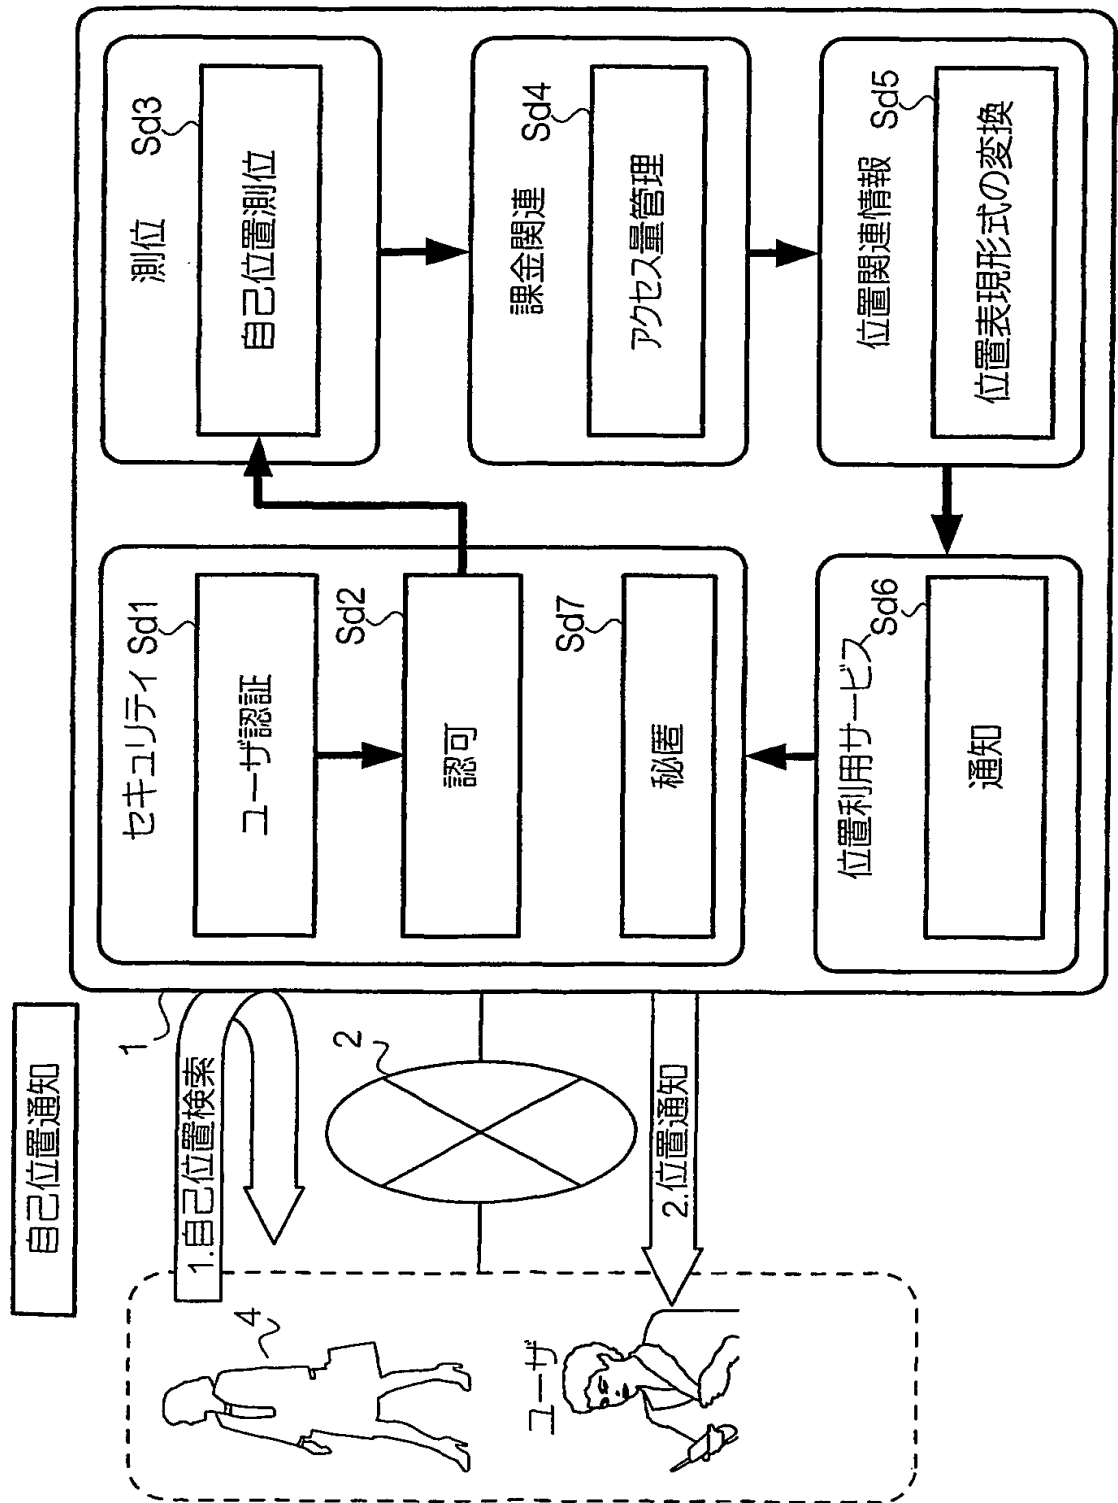 自己位置通知
1
1.自己位置検索
2
2.位置通知
4
ユーザ
セキュリティ
Sd1
ユーザ認証
Sd2
認可
Sd7
秘匿
測位
Sd3
自己位置測位
課金関連
Sd4
アクセス量管理
位置関連情報
Sd5
位置表現形式の変換
位置利用サービス
Sd6
通知